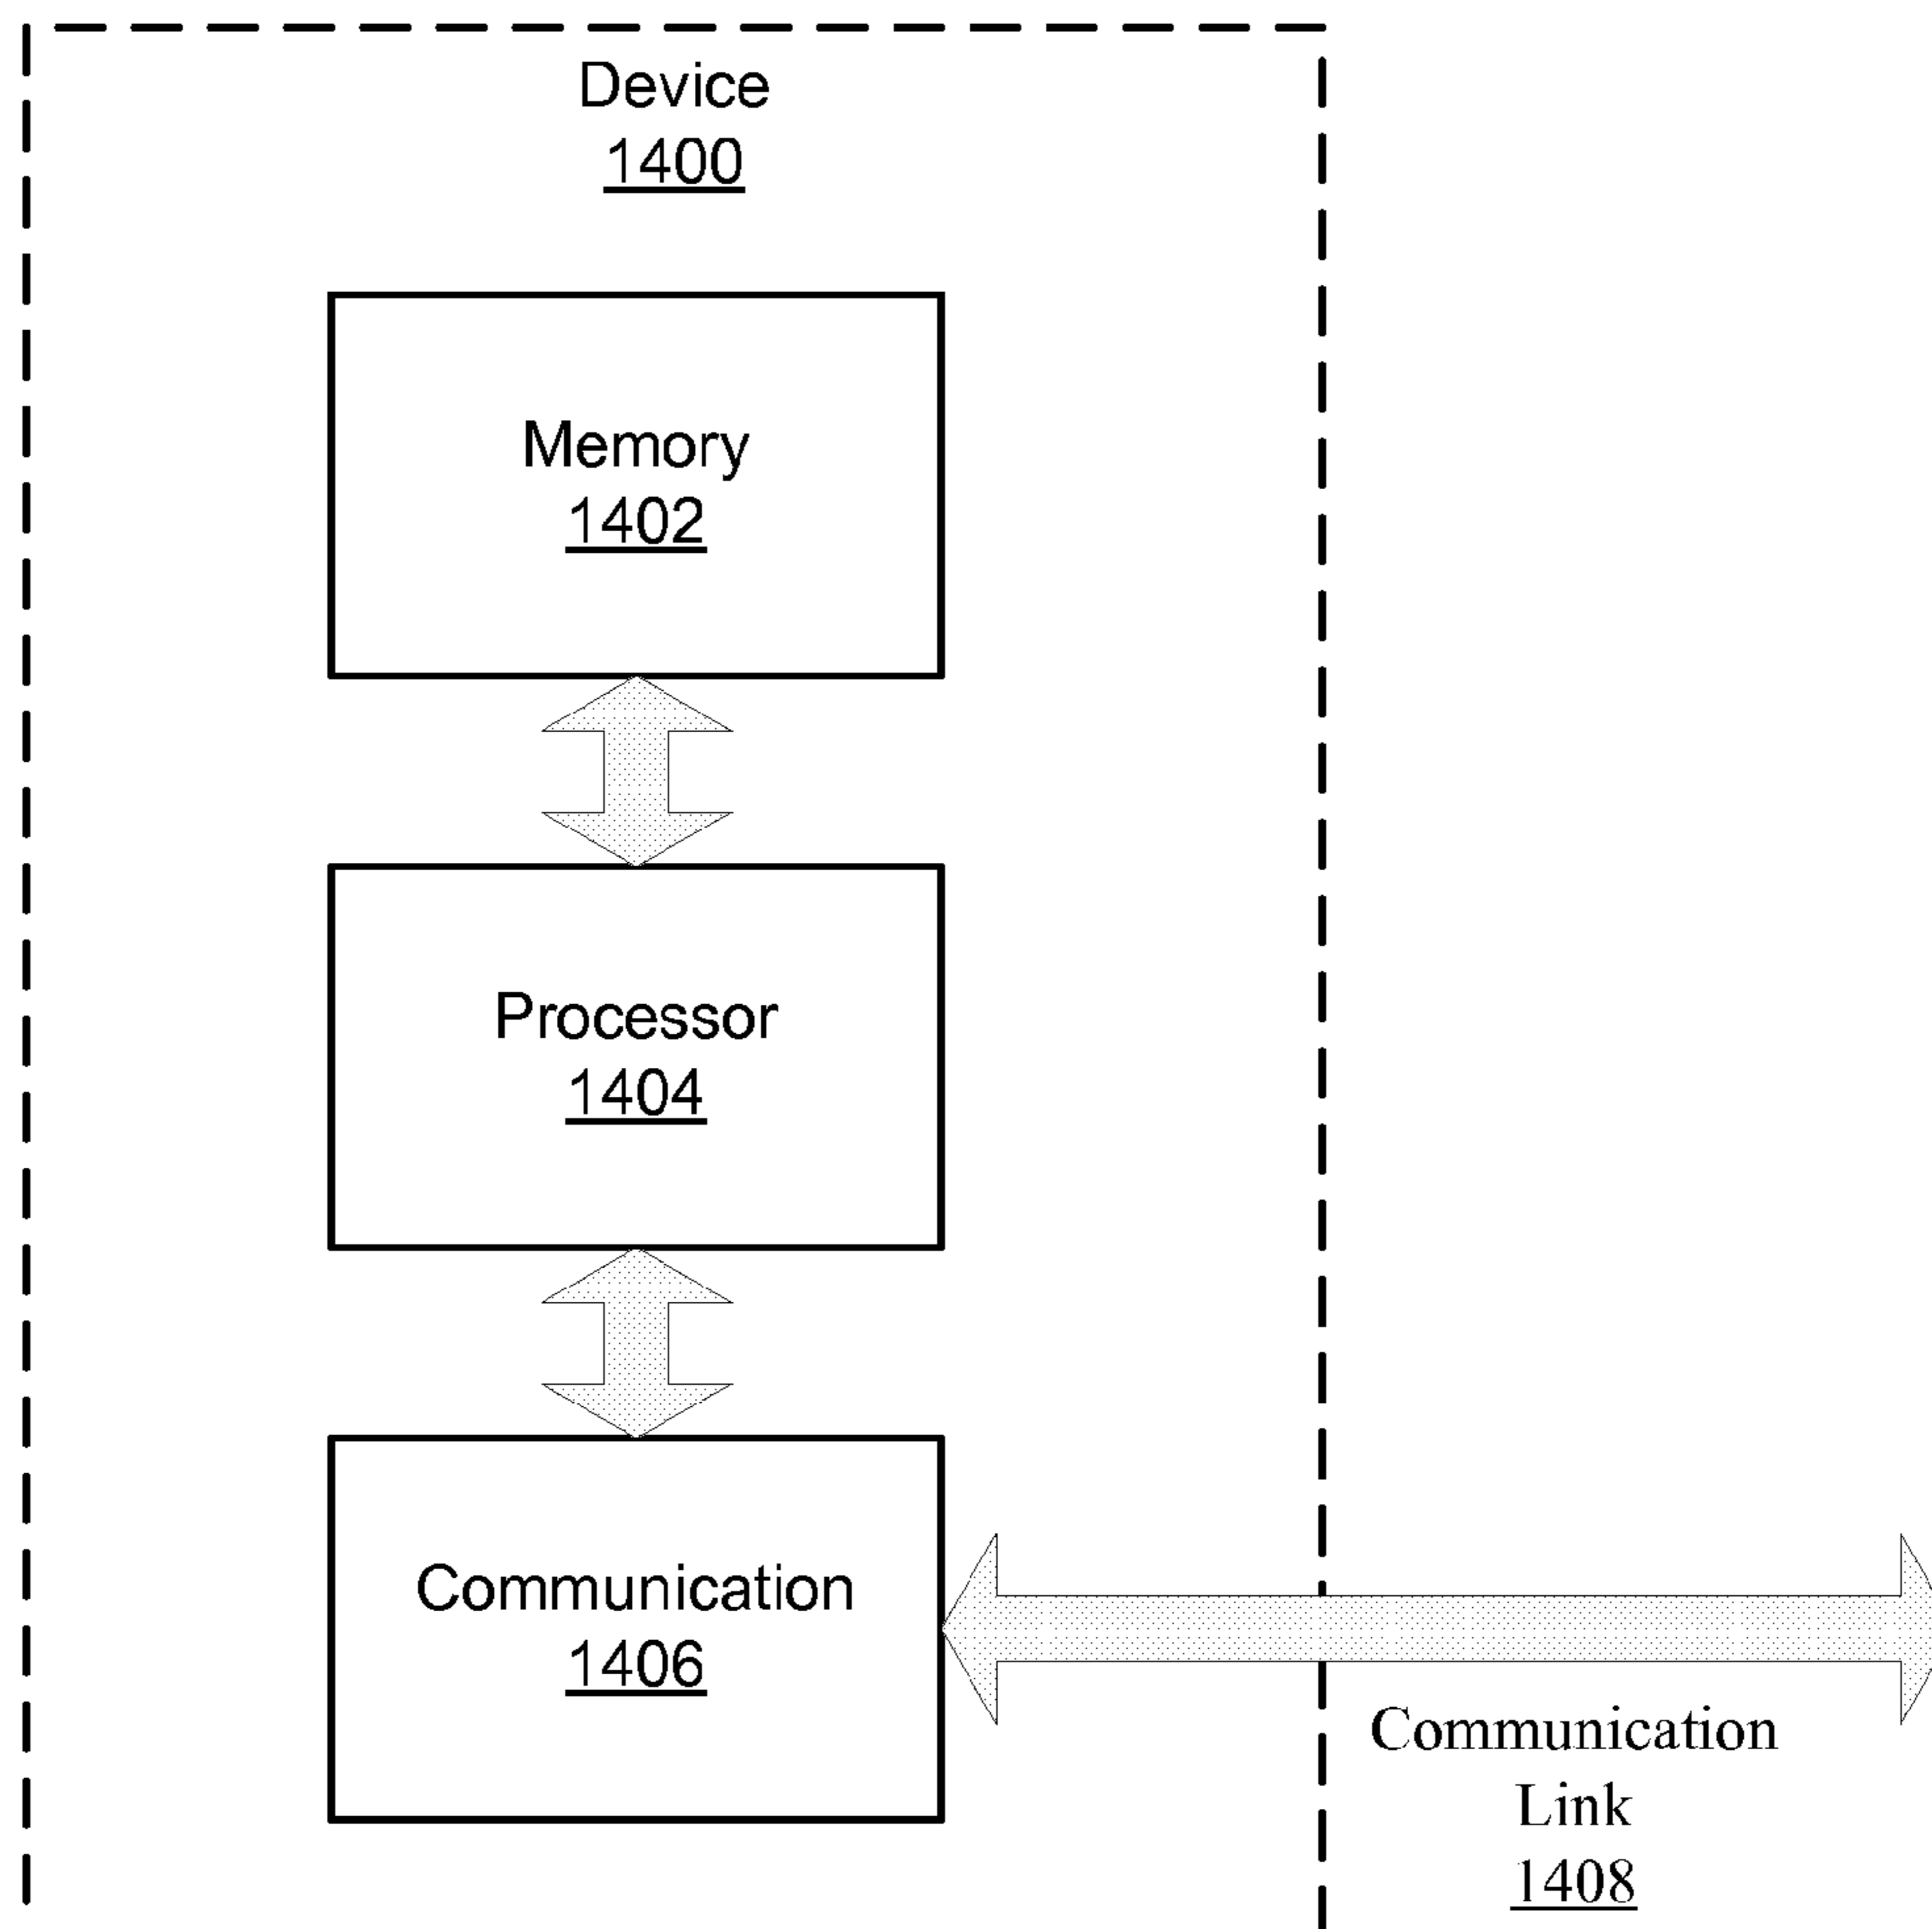 Device
1400
Memory
1402
Processor
1404
Communication
1406
Communication
Link
1408